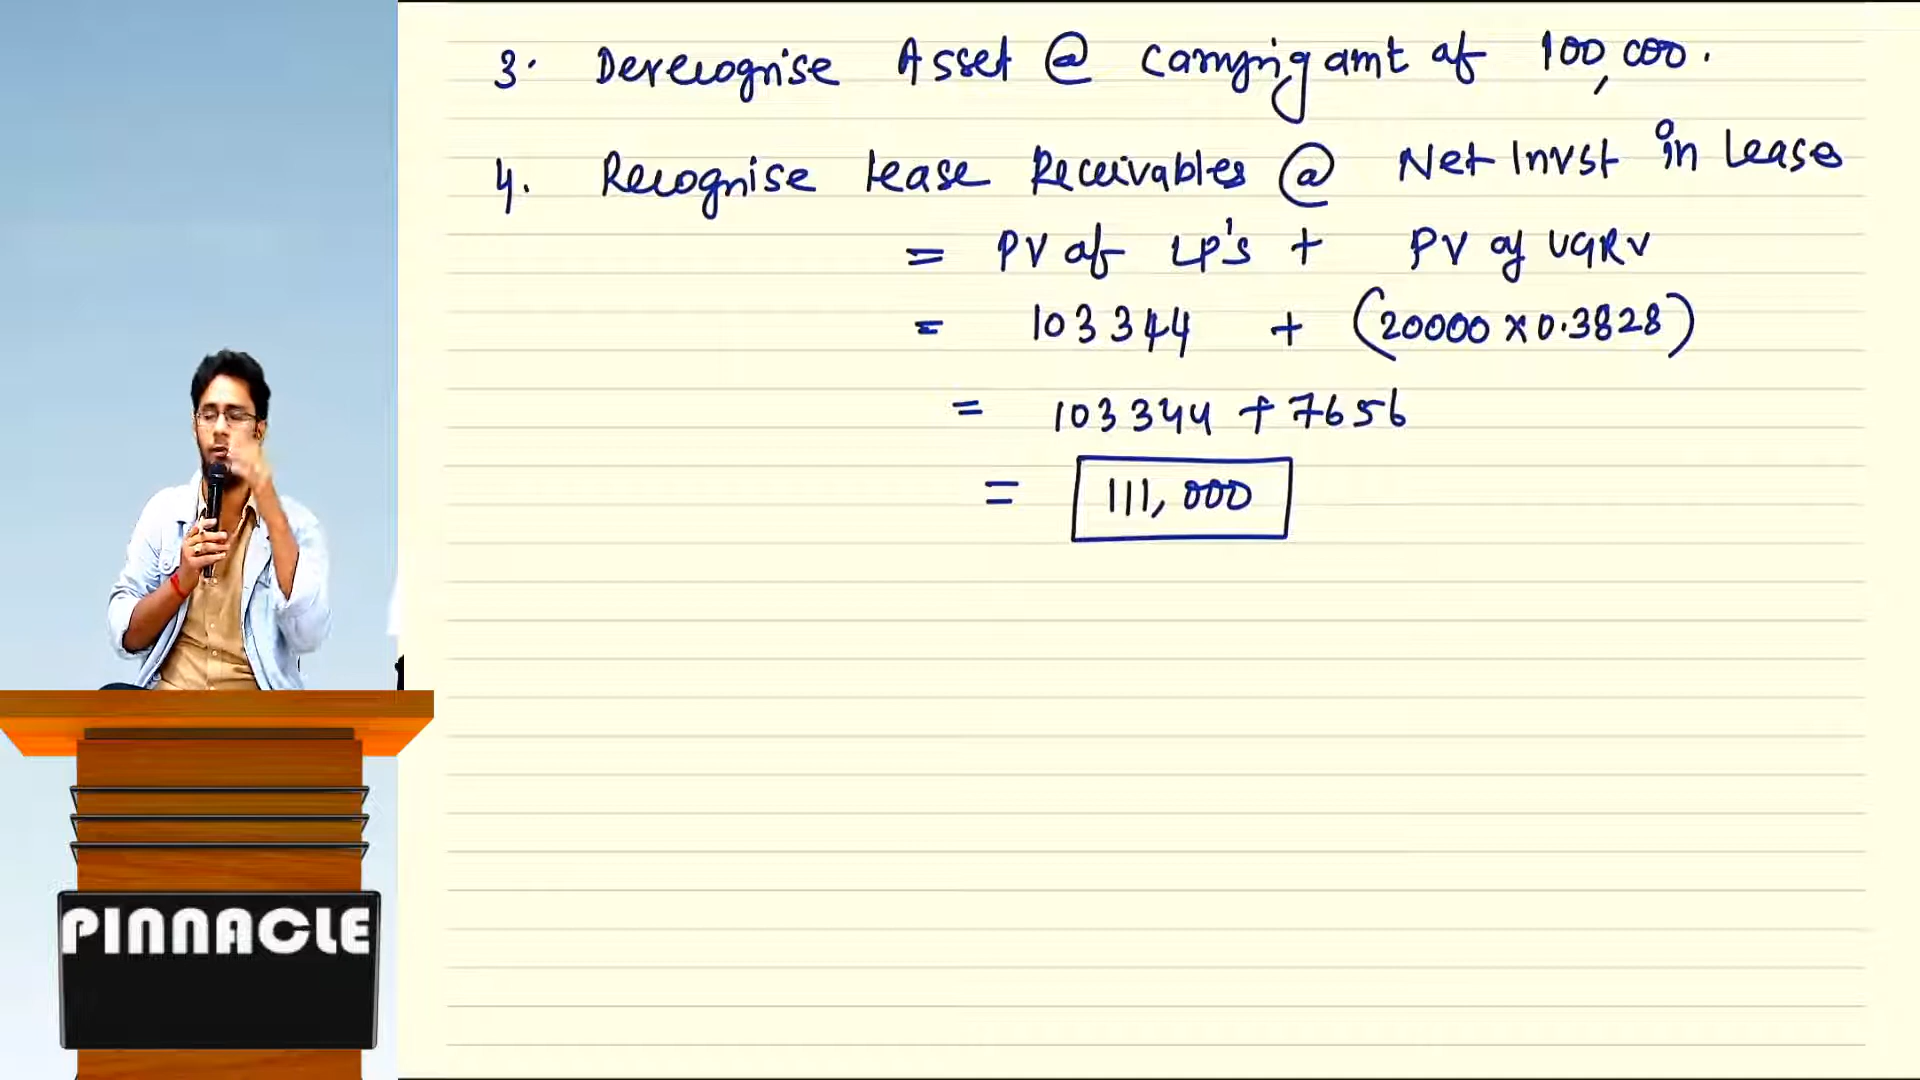 3. Derecognise Asset @ carrying amt of 100,000.
4. Recognise Lease Receivables @ Net Invst in Lease
= PV of LP's + PV of UGRV
= 103344 + (20000 x 0.3828)
= 103344 + 7656
= 111,000
PINNACLE